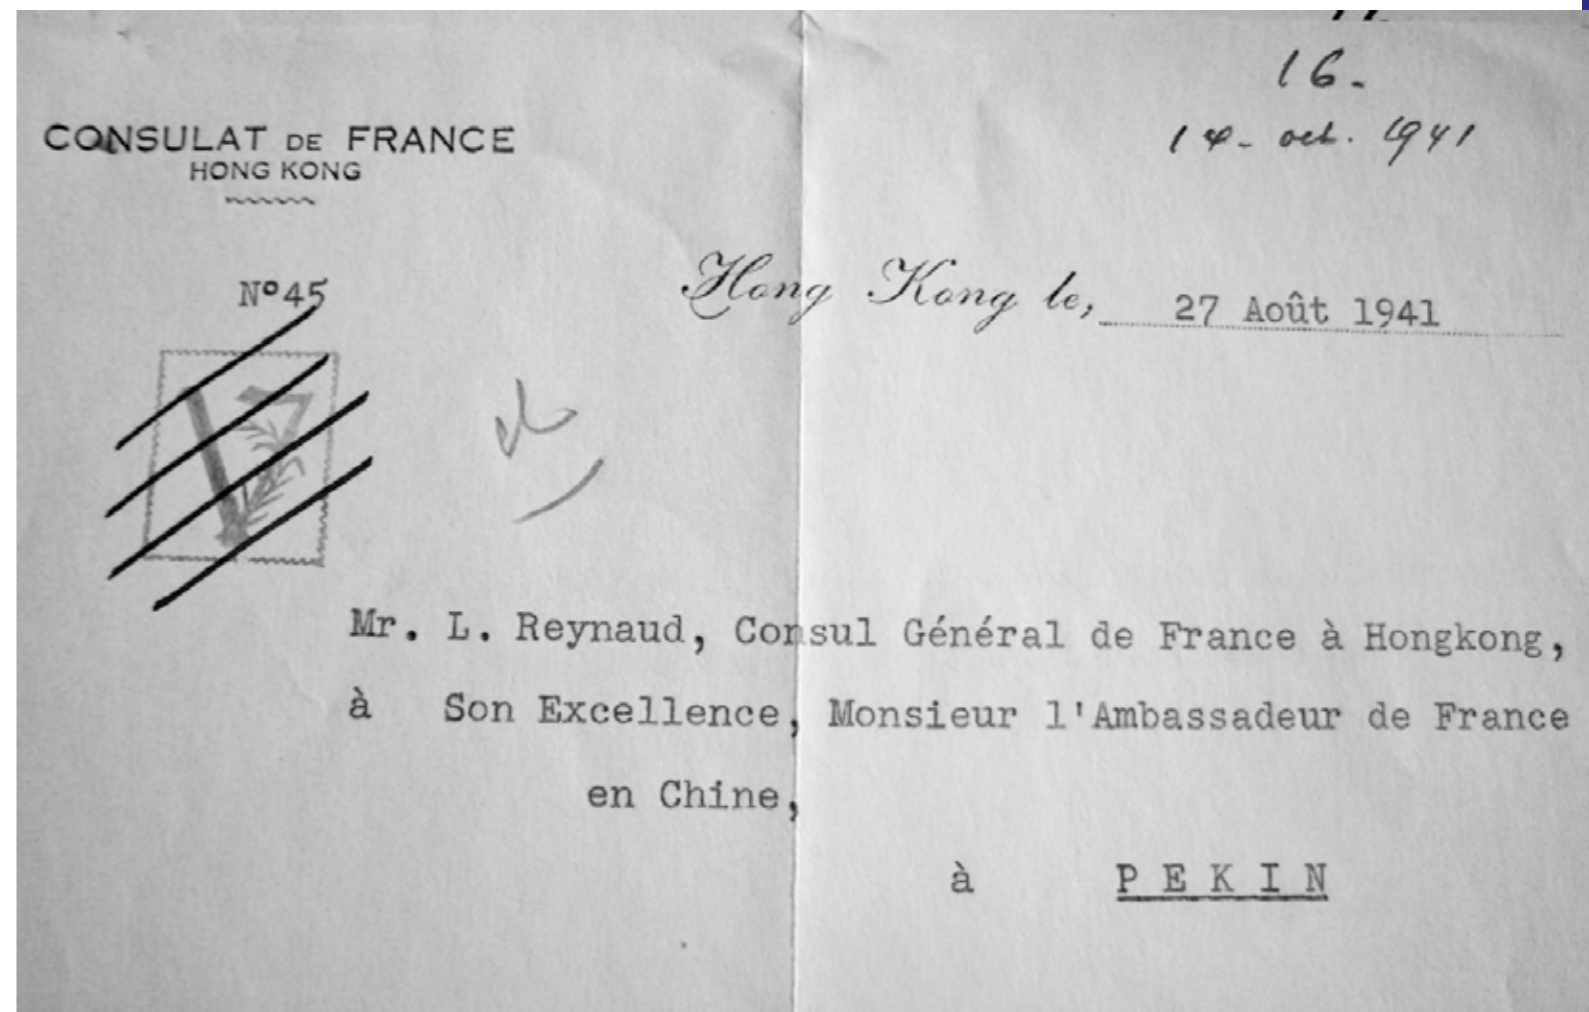 16.
14- oct. 1941
CONSULAT DE FRANCE
HONG KONG
N°45
Hong Kong le, 27 Août 1941
Mr. L. Reynaud, Consul Général de France à Hongkong,
à Son Excellence, Monsieur l'Ambassadeur de France
en Chine,
à PEKIN